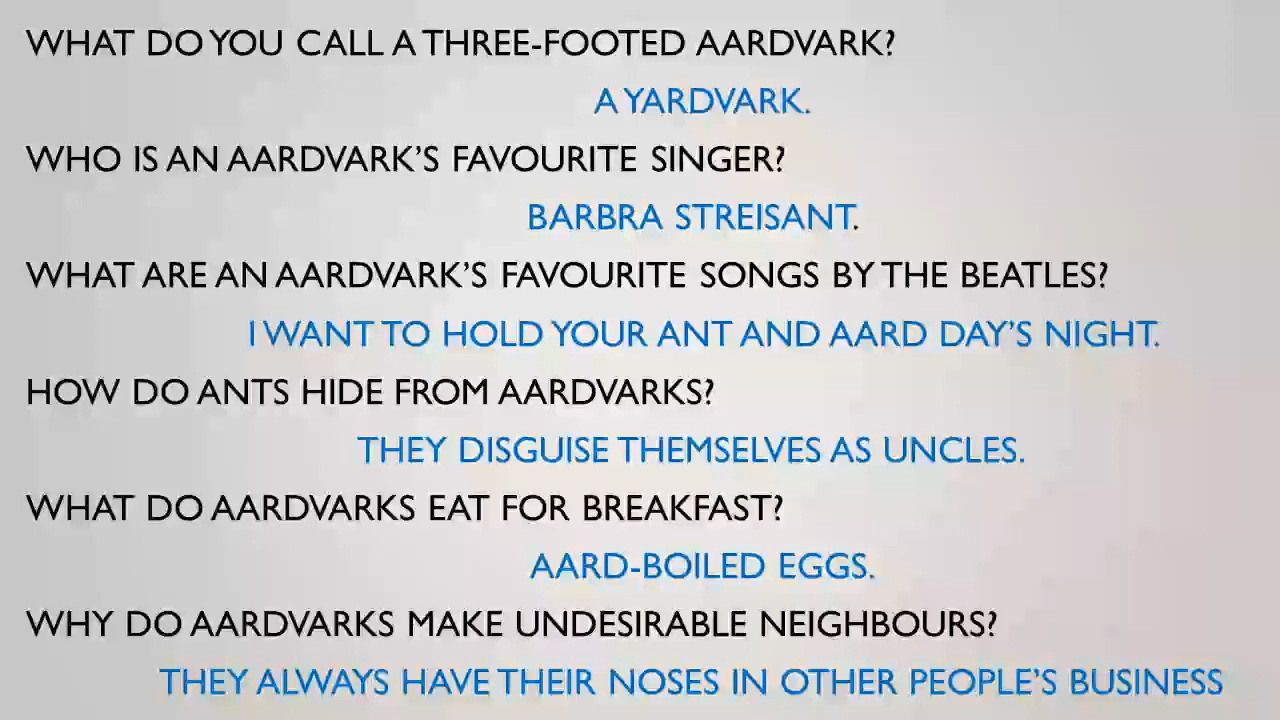 WHAT DO YOU CALL A THREE-FOOTED AARDVARK?
A YARDVARK.
WHO IS AN AARDVARK’S FAVOURITE SINGER?
BARBRA STREISANT.
WHAT ARE AN AARDVARK’S FAVOURITE SONGS BY THE BEATLES?
I WANT TO HOLD YOUR ANT AND AARD DAY’S NIGHT.
HOW DO ANTS HIDE FROM AARDVARKS?
THEY DISGUISE THEMSELVES AS UNCLES.
WHAT DO AARDVARKS EAT FOR BREAKFAST?
AARD-BOILED EGGS.
WHY DO AARDVARKS MAKE UNDESIRABLE NEIGHBOURS?
THEY ALWAYS HAVE THEIR NOSES IN OTHER PEOPLE’S BUSINESS